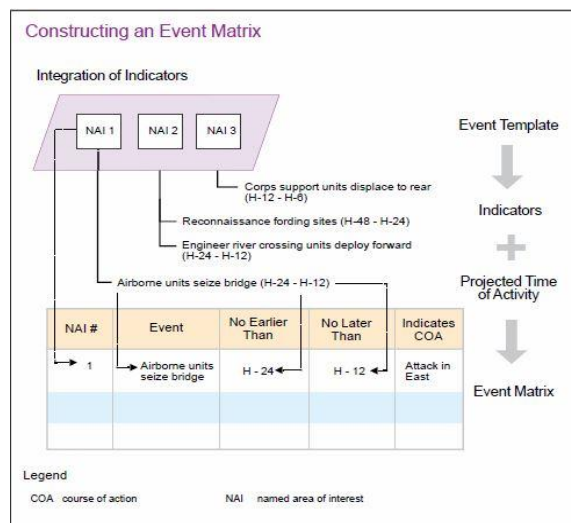 Constructing an Event Matrix
Integration of Indicators
NAI 1
NAI 2
NAI 3
Corps support units displace to rear
(H-12 - H-6)
Reconnaissance fording sites (H-48 - H-24)
Engineer river crossing units deploy forward
(H-24 - H-12)
Airborne units seize bridge (H-24 - H-12)
Event Template
Indicators
Projected Time
of Activity
Event Matrix
NAI #
Event
No Earlier
Than
No Later
Than
Indicates
COA
1
Airborne units
seize bridge
H - 24
H - 12
Attack in
East
Legend
COA course of action
NAI named area of interest